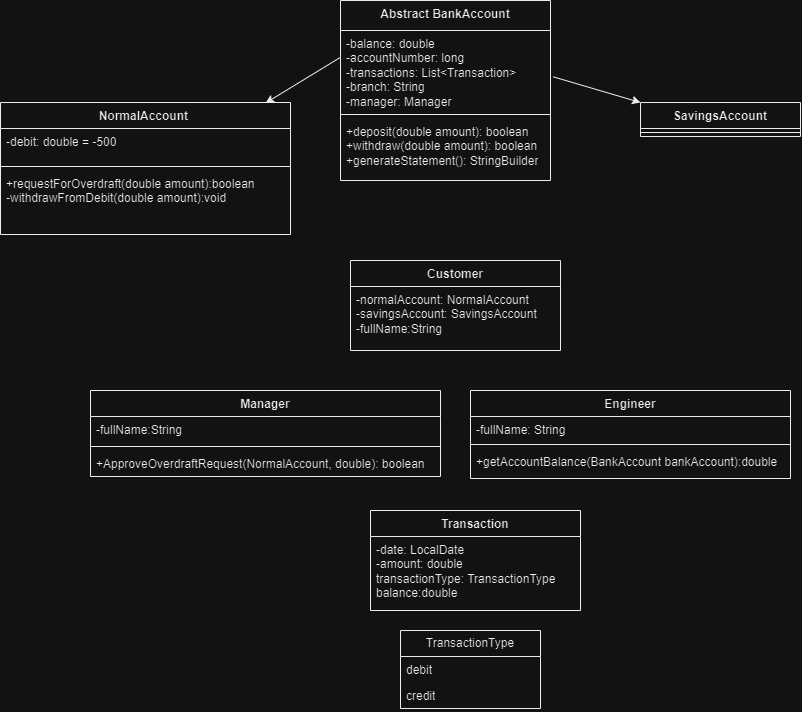 Abstract BankAccount
-balance: double
-accountNumber: long
-transactions: List<Transaction>
-branch: String
-manager: Manager
+deposit(double amount): boolean
+withdraw(double amount): boolean
+generateStatement(): StringBuilder
NormalAccount
-debit: double = -500
+requestForOverdraft(double amount):boolean
-withdrawFromDebit(double amount):void
SavingsAccount
Customer
-normalAccount: NormalAccount
-savingsAccount: SavingsAccount
-fullName:String
Manager
-fullName:String
+ApproveOverdraftRequest(NormalAccount, double): boolean
Engineer
-fullName: String
+getAccountBalance(BankAccount bankAccount):double
Transaction
-date: LocalDate
-amount: double
transactionType: TransactionType
balance:double
TransactionType
debit
credit